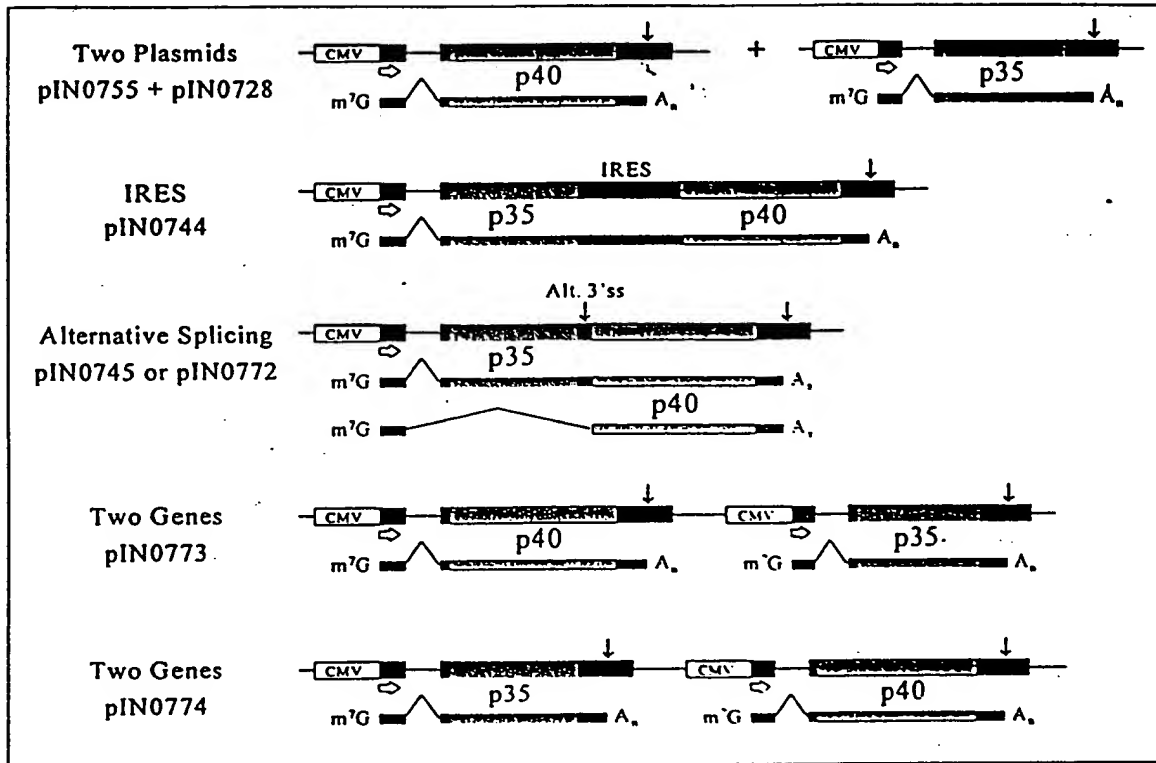 Two Plasmids
pIN0755 + pIN0728
CMV
p40
m⁷G
Aₙ
+
CMV
p35
m⁷G
Aₙ
IRES
pIN0744
CMV
IRES
p35
p40
m⁷G
Aₙ
Alternative Splicing
pIN0745 or pIN0772
Alt. 3'ss
CMV
p35
m⁷G
Aₙ
p40
m⁷G
Aₙ
Two Genes
pIN0773
CMV
p40
m⁷G
Aₙ
CMV
p35
m⁷G
Aₙ
Two Genes
pIN0774
CMV
p35
m⁷G
Aₙ
CMV
p40
m⁷G
Aₙ